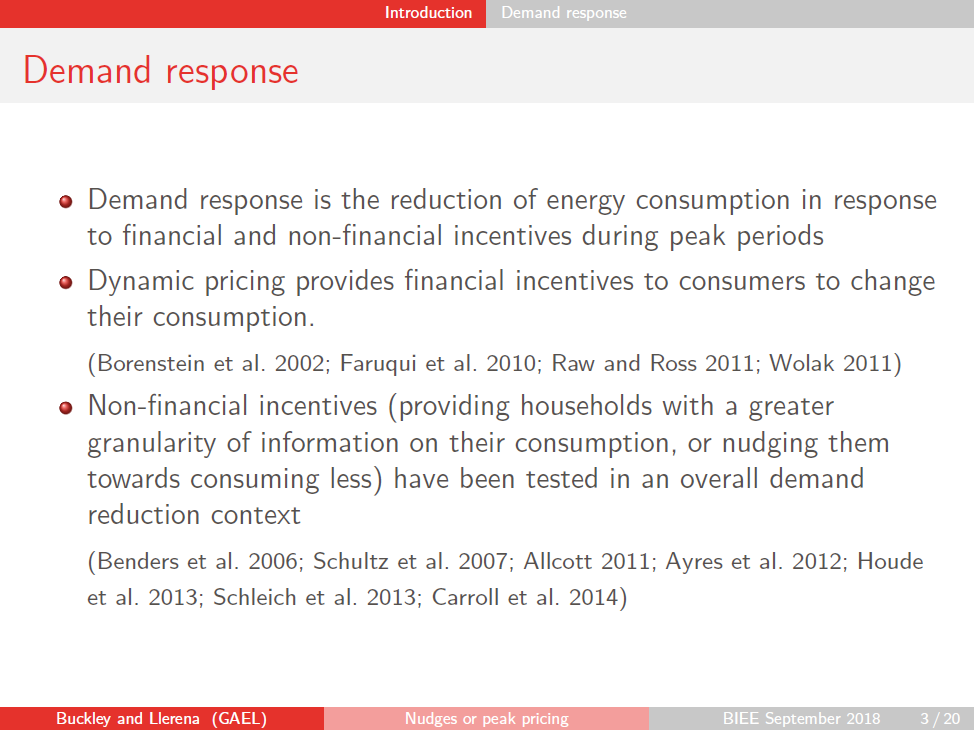 Introduction Demand response
Demand response
Demand response is the reduction of energy consumption in response
to financial and non-financial incentives during peak periods
Dynamic pricing provides financial incentives to consumers to change
their consumption.
(Borenstein et al. 2002; Faruqui et al. 2010; Raw and Ross 2011; Wolak 2011)
Non-financial incentives (providing households with a greater
granularity of information on their consumption, or nudging them
towards consuming less) have been tested in an overall demand
reduction context
(Benders et al. 2006; Schultz et al. 2007; Allcott 2011; Ayres et al. 2012; Houde
et al. 2013; Schleich et al. 2013; Carroll et al. 2014)
Buckley and Llerena (GAEL) Nudges or peak pricing BIEE September 2018 3 / 20